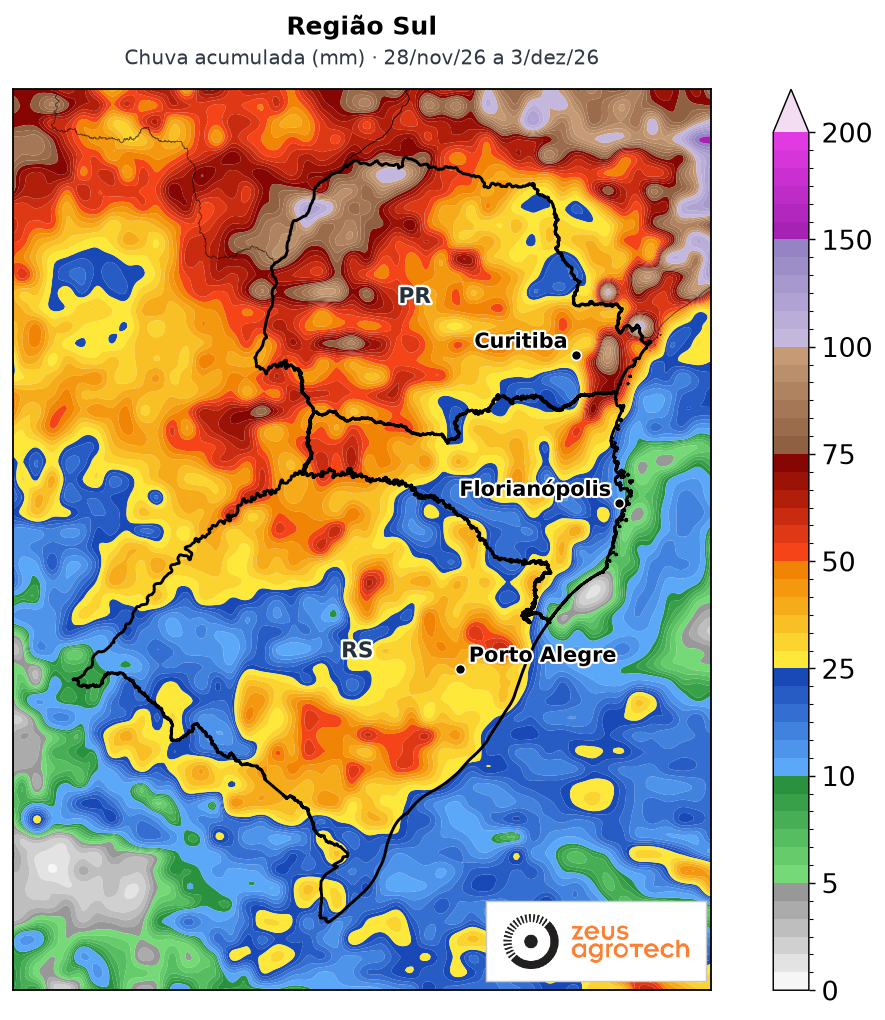 Região Sul
Chuva acumulada (mm) · 28/nov/26 a 3/dez/26
200
150
100
75
50
25
10
5
0
PR
Curitiba
Florianópolis
RS
Porto Alegre
zeus
agrotech